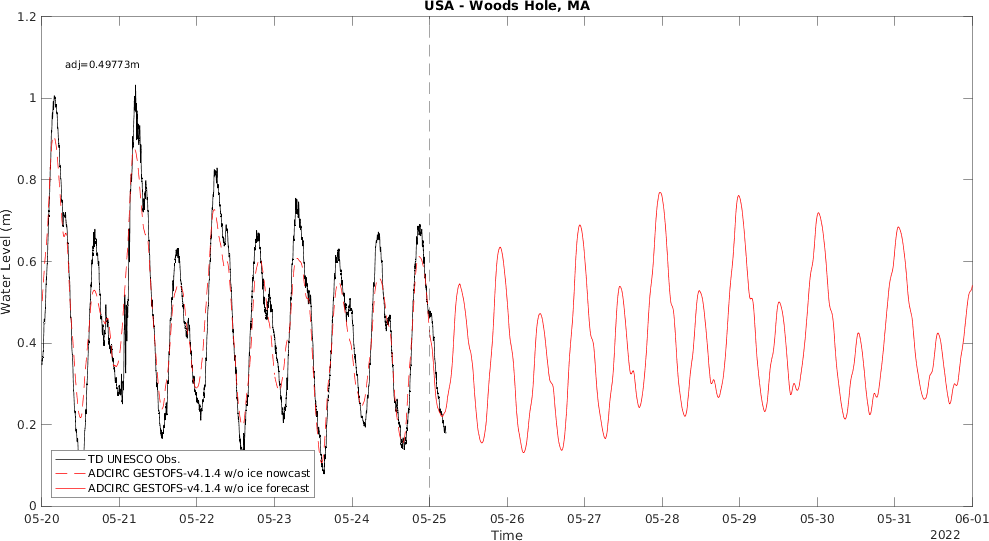 USA - Woods Hole, MA
adj=0.49773m
Water Level (m)
1.2
1
0.8
0.6
0.4
0.2
0
TD UNESCO Obs.
ADCIRC GESTOFS-v4.1.4 w/o ice nowcast
ADCIRC GESTOFS-v4.1.4 w/o ice forecast
05-20 05-21 05-22 05-23 05-24 05-25 05-26 05-27 05-28 05-29 05-30 05-31 06-01
Time
2022